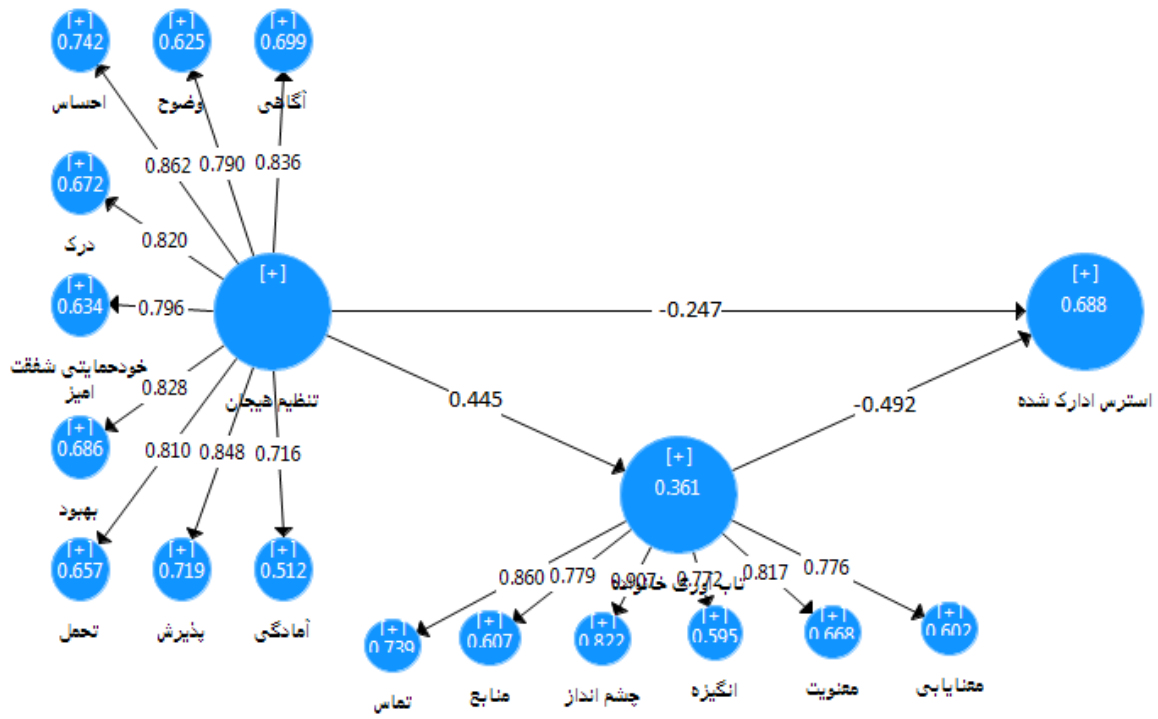 [+] [+] [+]
0.742 0.625 0.699
احساس وضوح آگاهی
0.862 0.790 0.836
[+]
0.672
درک
0.820
[+]
0.634
0.796
خودحمایتی شفقت
امیز
[+]
تنظیم هیجان
-0.247
[+]
0.688
استرس ادارک شده
0.445
-0.492
0.828
[+]
0.686
بهبود
0.810 0.848 0.716
[+] [+] [+]
0.657 0.719 0.512
تحمل پذیرش آمادگی
[+]
0.361
تاب اوری خانواده
0.860 0.779 0.907 0.772 0.817 0.776
[+] [+] [+] [+] [+] [+]
0.739 0.607 0.822 0.595 0.668 0.602
تماس منابع چشم انداز انگیزه معنویت معنایابی